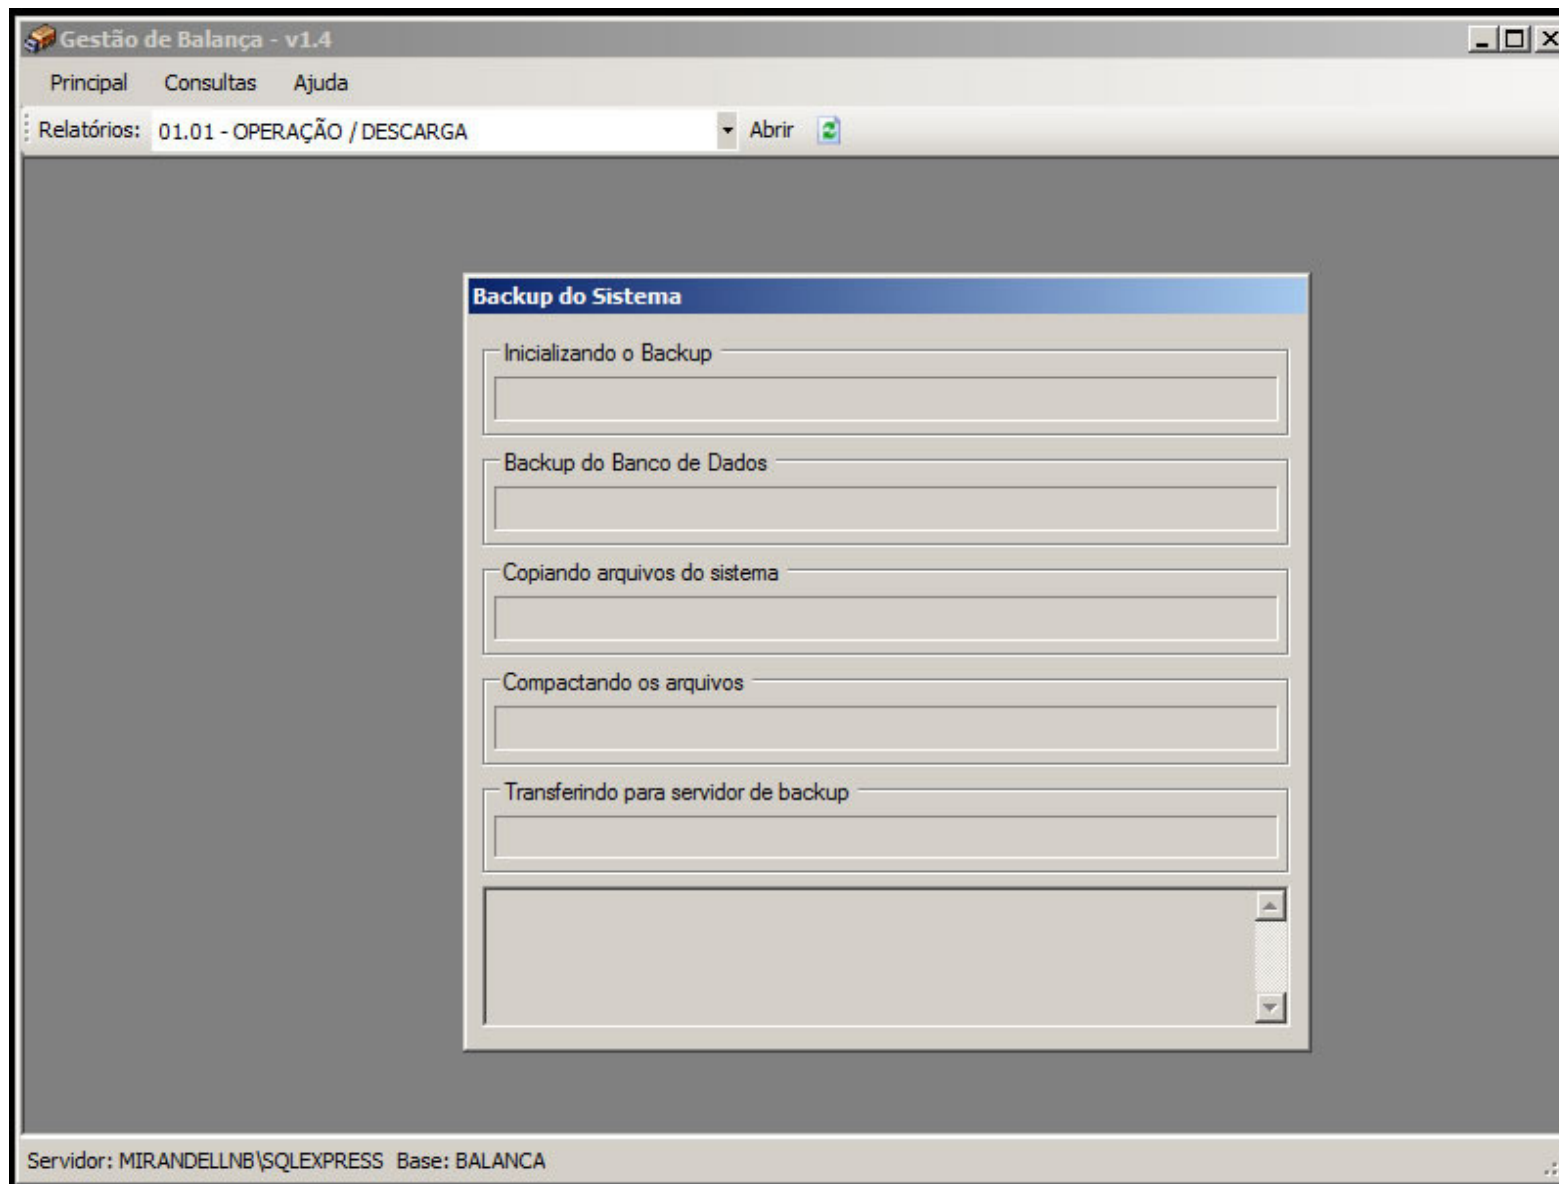 Gestão de Balança - v1.4
Principal Consultas Ajuda
Relatórios: 01.01 - OPERAÇÃO / DESCARGA Abrir
Backup do Sistema
Inicializando o Backup
Backup do Banco de Dados
Copiando arquivos do sistema
Compactando os arquivos
Transferindo para servidor de backup
Servidor: MIRANDELLNB\SQLEXPRESS Base: BALANCA